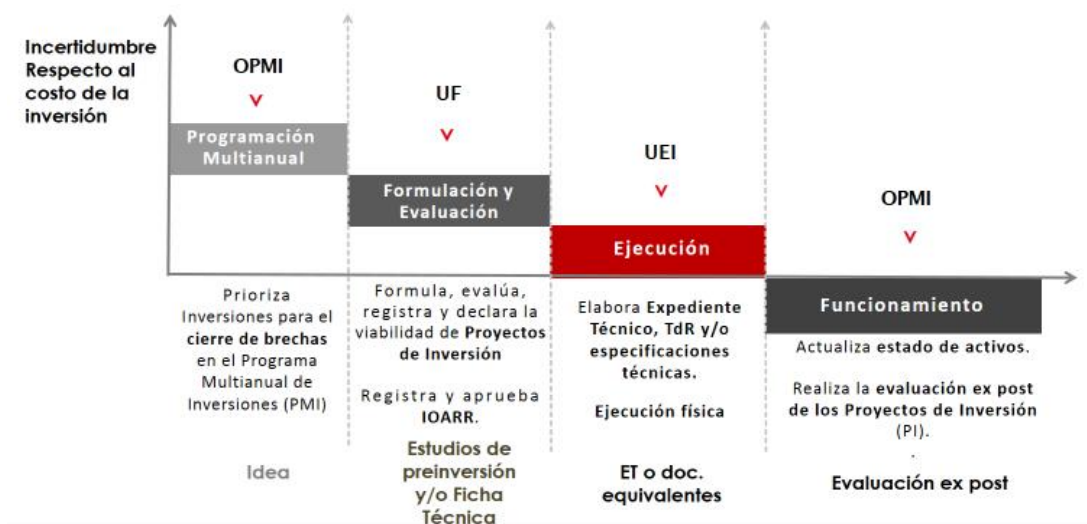 Incertidumbre
Respecto al
costo de la
inversión
OPMI
Programación
Multianual
Prioriza
Inversiones para el
cierre de brechas
en el Programa
Multianual de
Inversiones (PMI)
Idea
UF
Formulación y
Evaluación
Formula, evalúa,
registra y declara la
viabilidad de Proyectos
de Inversión
Registra y aprueba
IOARR.
Estudios de
preinversión
y/o Ficha
Técnica
UEI
Ejecución
Elabora Expediente
Técnico, TdR y/o
especificaciones
técnicas.
Ejecución física
ET o doc.
equivalentes
OPMI
Funcionamiento
Actualiza estado de activos.
Realiza la evaluación ex post
de los Proyectos de Inversión
(PI).
.
Evaluación ex post